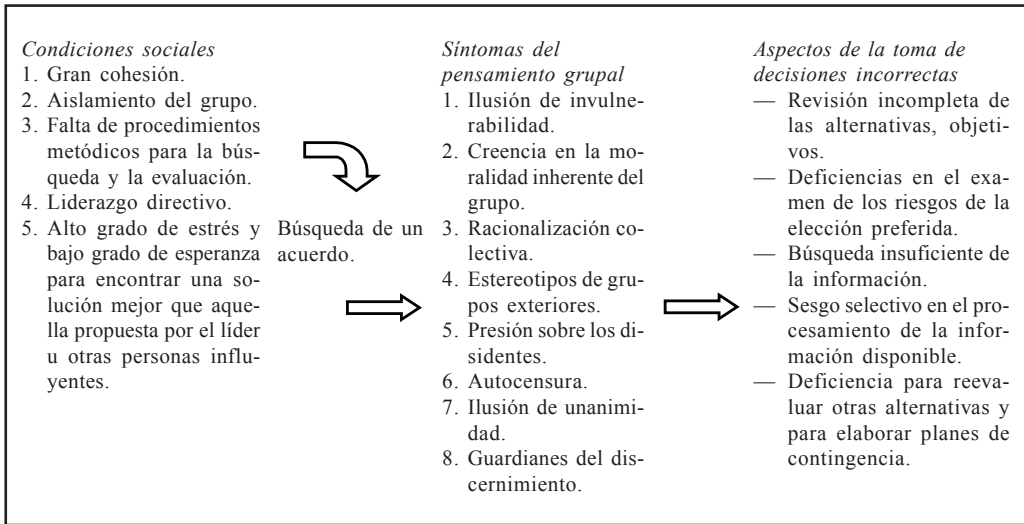 Condiciones sociales
1. Gran cohesión.
2. Aislamiento del grupo.
3. Falta de procedimientos
metódicos para la bús-
queda y la evaluación.
4. Liderazgo directivo.
5. Alto grado de estrés y
bajo grado de esperanza
para encontrar una so-
lución mejor que aque-
lla propuesta por el líder
u otras personas influ-
yentes.
Búsqueda de un
acuerdo.
Síntomas del
pensamiento grupal
1. Ilusión de invulne-
rabilidad.
2. Creencia en la mo-
ralidad inherente del
grupo.
3. Racionalización co-
lectiva.
4. Estereotipos de gru-
pos exteriores.
5. Presión sobre los di-
sidentes.
6. Autocensura.
7. Ilusión de unanimi-
dad.
8. Guardianes del dis-
cernimiento.
Aspectos de la toma de
decisiones incorrectas
— Revisión incompleta de
las alternativas, objeti-
vos.
— Deficiencias en el exa-
men de los riesgos de la
elección preferida.
— Búsqueda insuficiente de
la información.
— Sesgo selectivo en el pro-
cesamiento de la infor-
mación disponible.
— Deficiencia para reeva-
luar otras alternativas y
para elaborar planes de
contingencia.